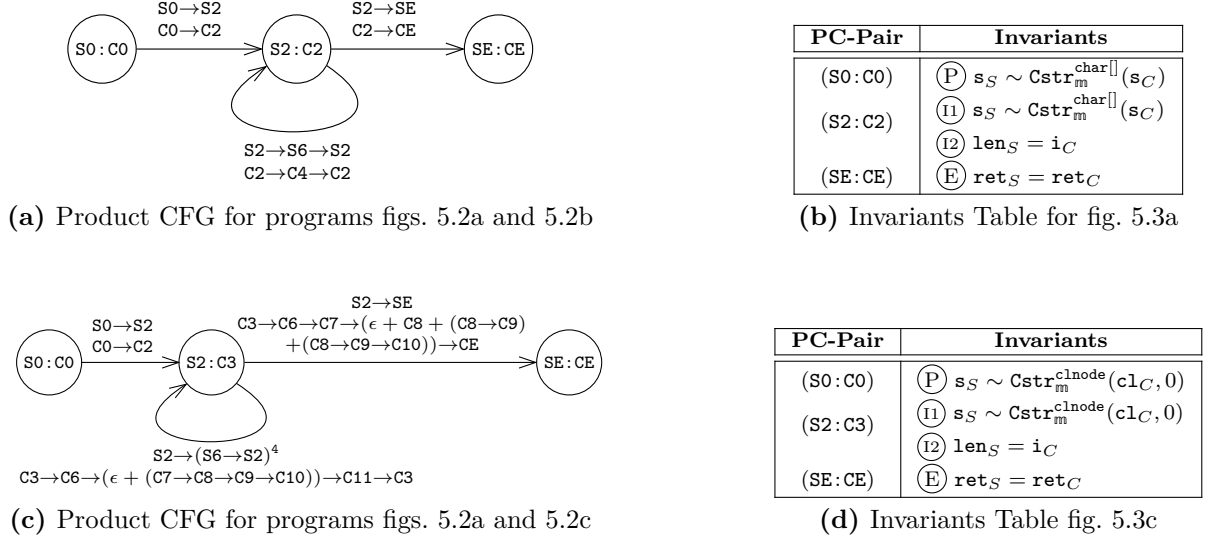 S0→S2
C0→C2
S2→SE
C2→CE
S0:C0
S2:C2
SE:CE
S2→S6→S2
C2→C4→C2
(a) Product CFG for programs figs. 5.2a and 5.2b
PC-Pair Invariants
(S0:C0) Ⓟ s_S ∼ Cstr_𝕞^{char[]}(s_C)
(S2:C2) (I1) s_S ∼ Cstr_𝕞^{char[]}(s_C)
(I2) len_S = i_C
(SE:CE) Ⓔ ret_S = ret_C
(b) Invariants Table for fig. 5.3a
S0→S2
C0→C2
S2→SE
C3→C6→C7→(ϵ + C8 + (C8→C9)
+(C8→C9→C10))→CE
S0:C0
S2:C3
SE:CE
S2→(S6→S2)^4
C3→C6→(ϵ + (C7→C8→C9→C10))→C11→C3
(c) Product CFG for programs figs. 5.2a and 5.2c
PC-Pair Invariants
(S0:C0) Ⓟ s_S ∼ Cstr_𝕞^{clnode}(cl_C, 0)
(S2:C3) (I1) s_S ∼ Cstr_𝕞^{clnode}(cl_C, 0)
(I2) len_S = i_C
(SE:CE) Ⓔ ret_S = ret_C
(d) Invariants Table fig. 5.3c